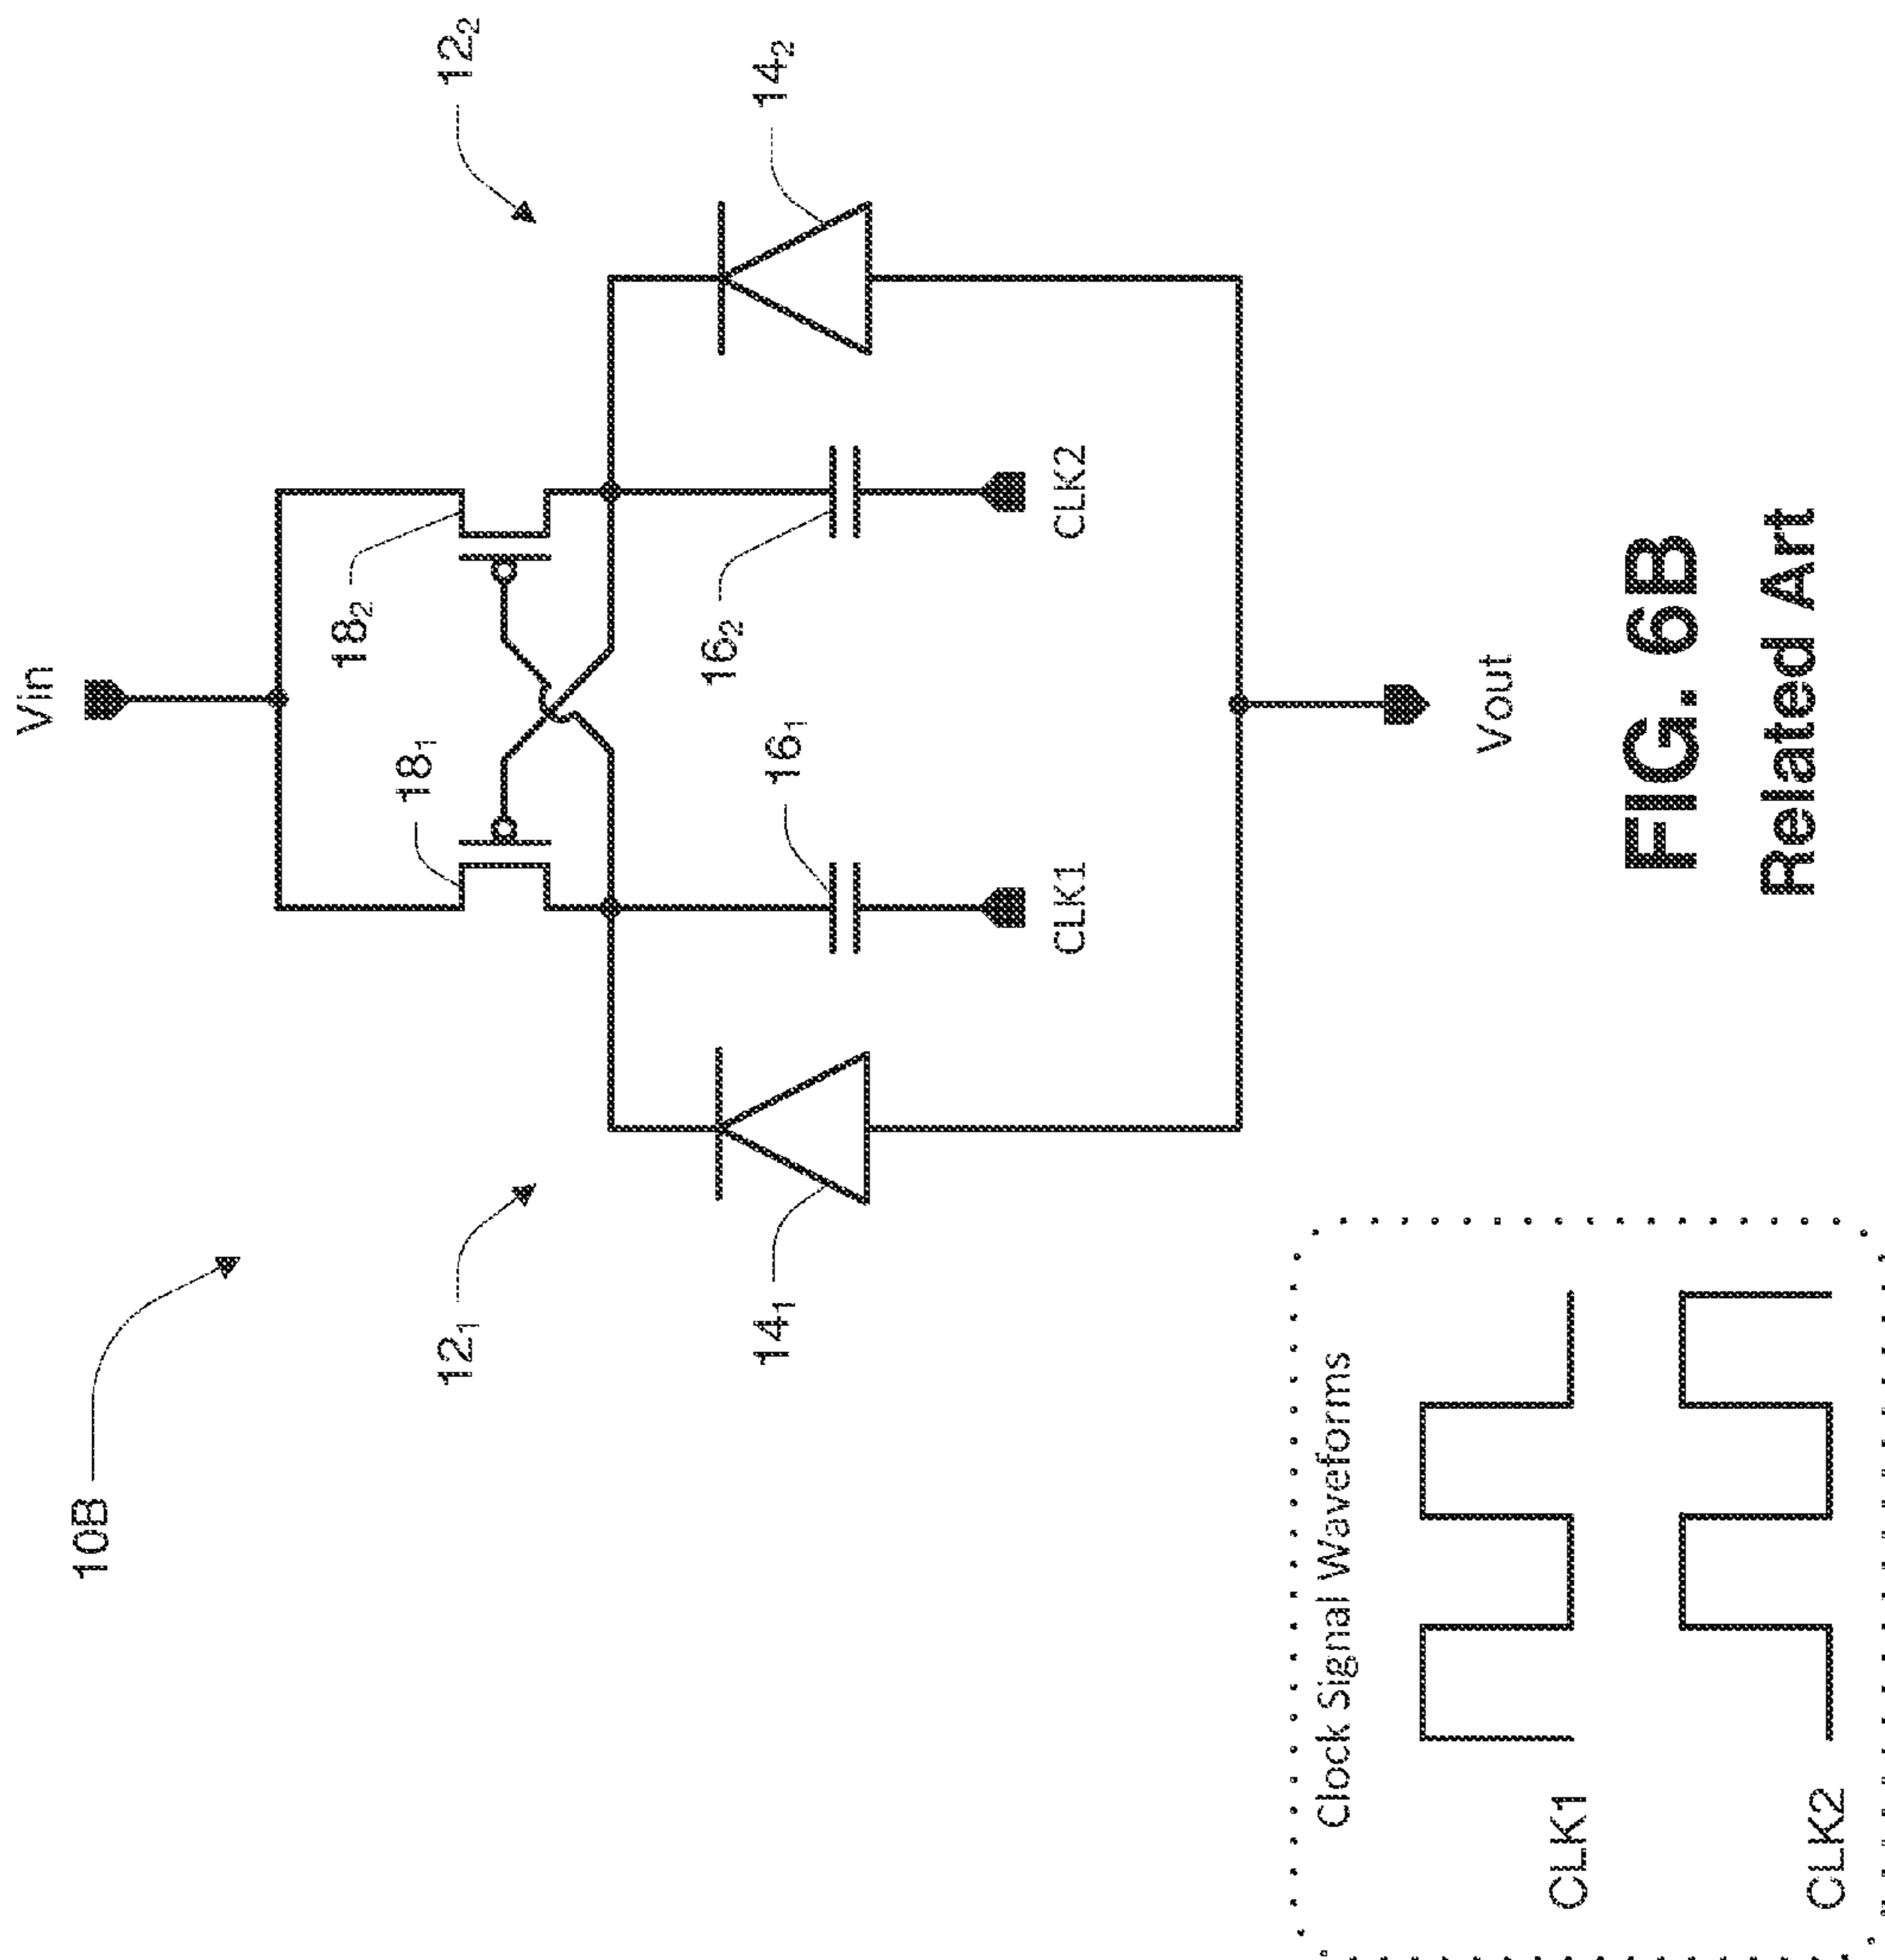 10B
Vin
12₁
12₂
18₁
18₂
14₁
14₂
16₁
16₂
CLK1
CLK2
Vout
Clock Signal Waveforms
CLK1
CLK2
FIG. 6B
Related Art